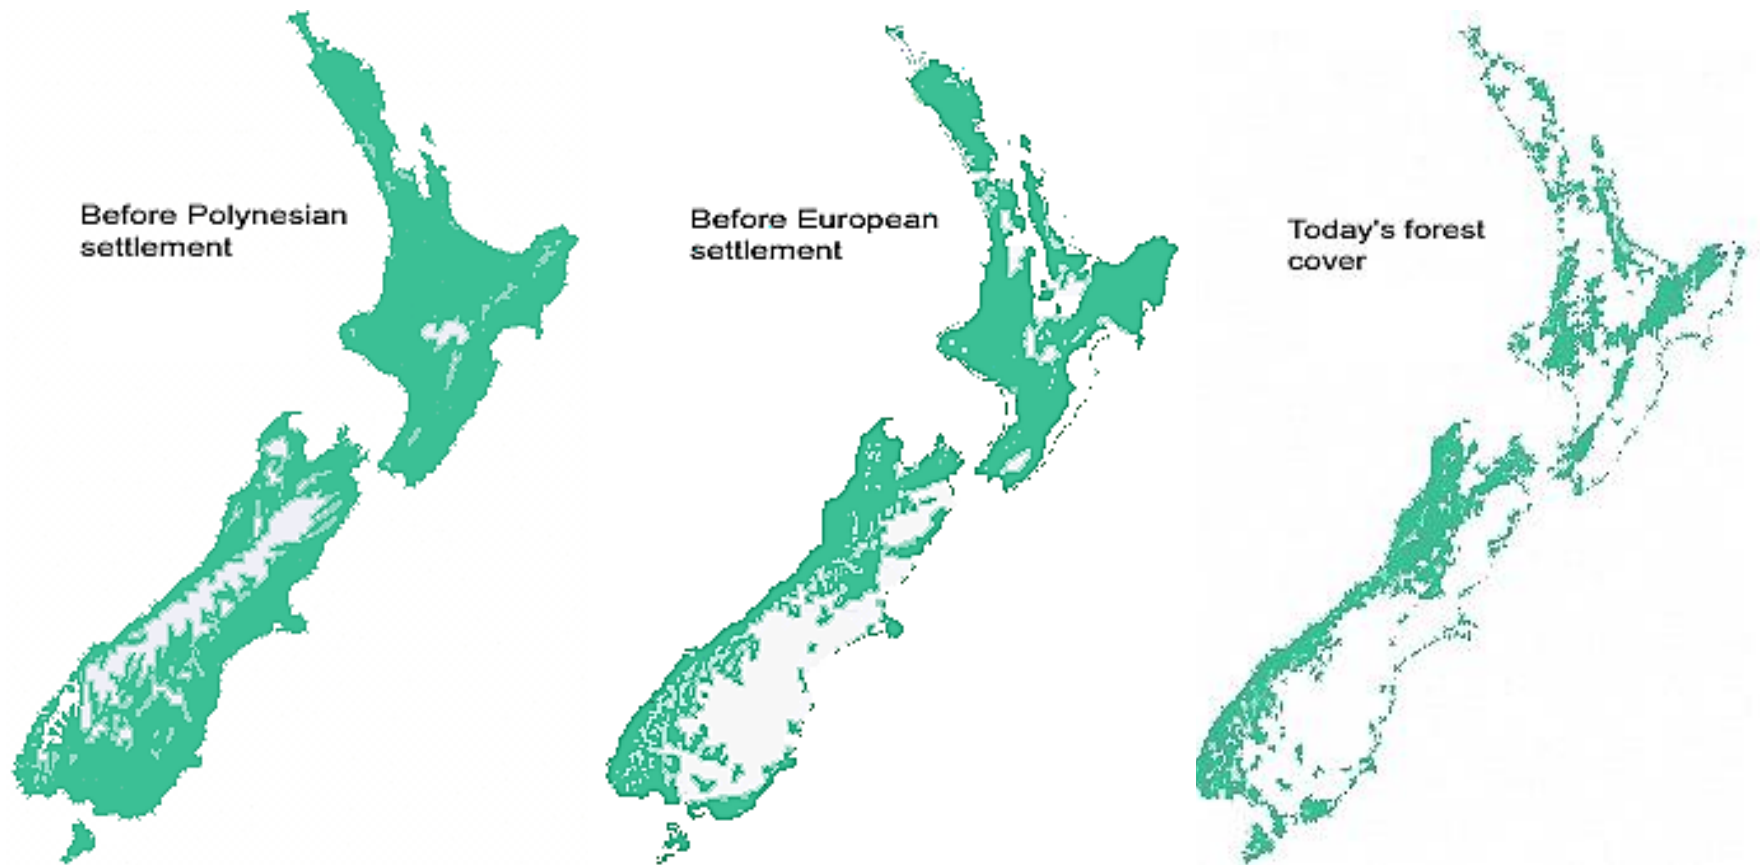 Before Polynesian
settlement
Before European
settlement
Today's forest
cover